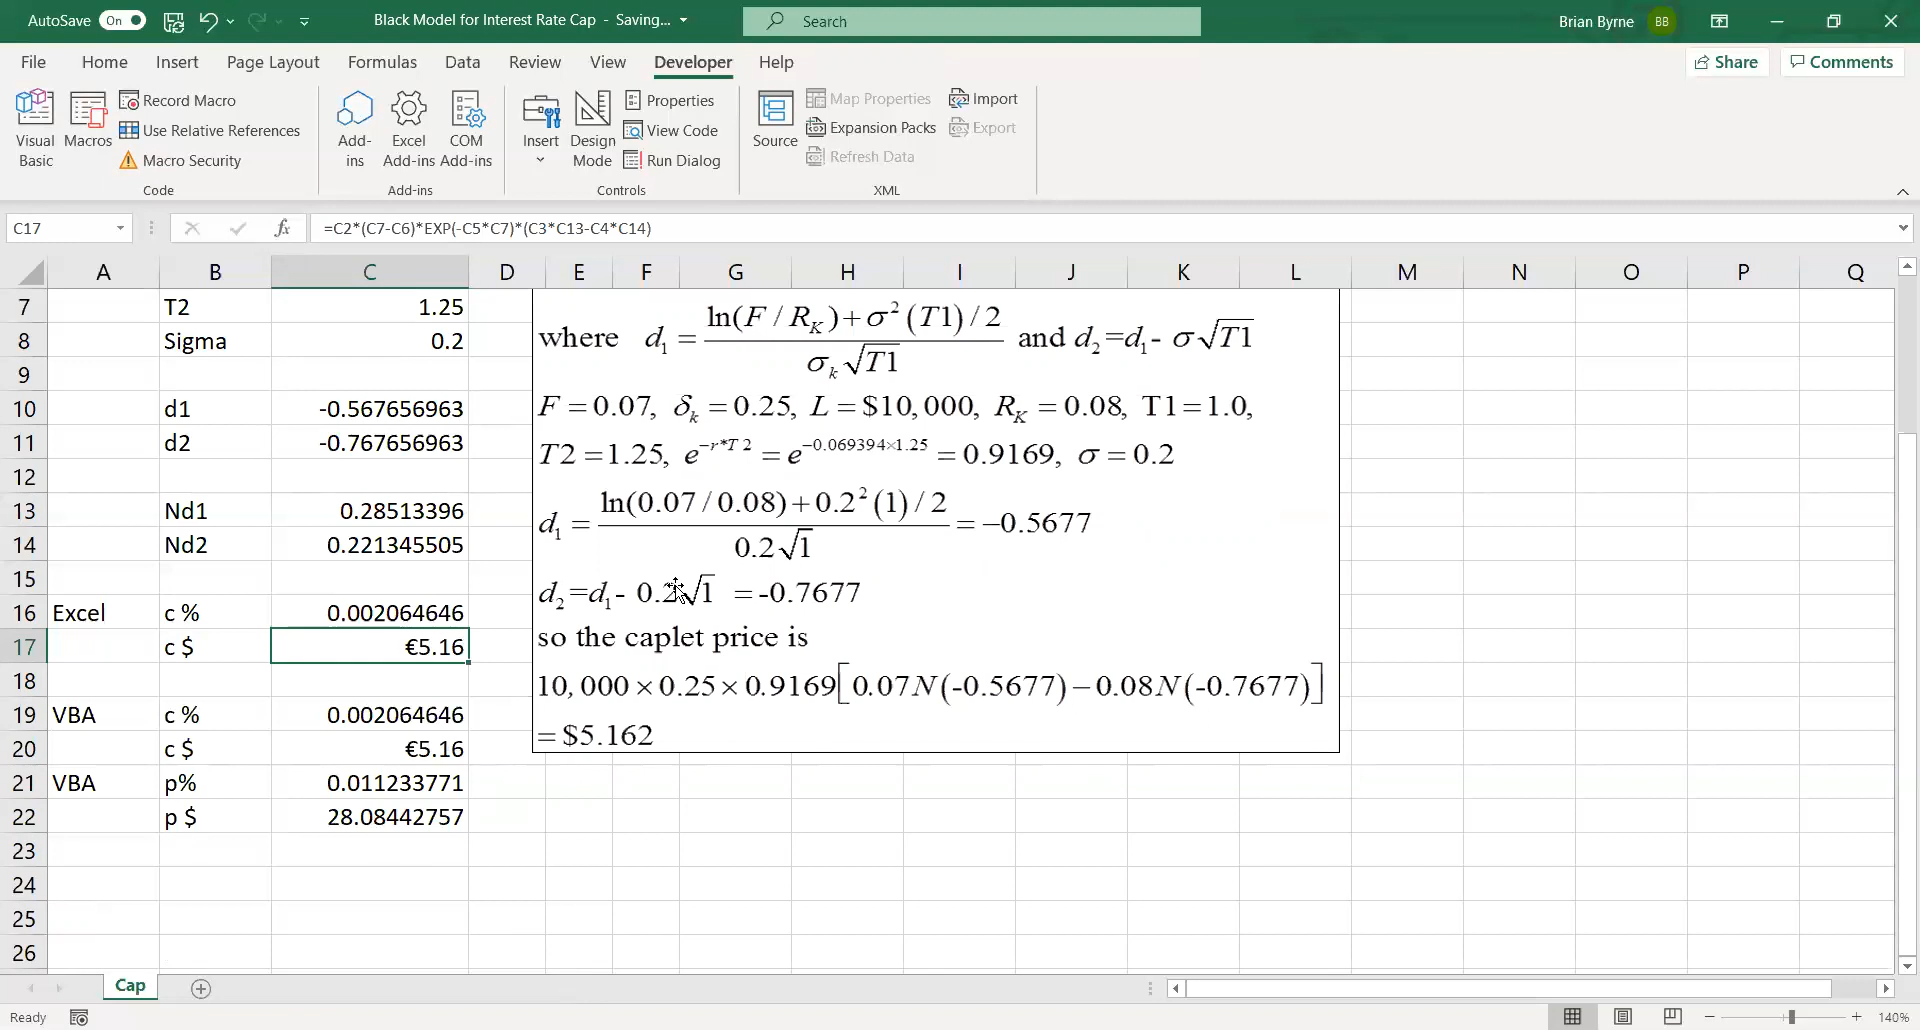 AutoSave On Black Model for Interest Rate Cap - Saving... Search Brian Byrne BB
File Home Insert Page Layout Formulas Data Review View Developer Help Share Comments
Visual Basic
Macros
Record Macro
Use Relative References
Macro Security
Code
Add-ins
Excel Add-ins
COM Add-ins
Add-ins
Insert
Design Mode
Properties
View Code
Run Dialog
Controls
Source
Map Properties
Expansion Packs
Refresh Data
Import
Export
XML
C17 fx =C2*(C7-C6)*EXP(-C5*C7)*(C3*C13-C4*C14)
A B C D E F G H I J K L M N O P Q
7 T2 1.25
8 Sigma 0.2
9
10 d1 -0.567656963
11 d2 -0.767656963
12
13 Nd1 0.28513396
14 Nd2 0.221345505
15
16 Excel c % 0.002064646
17 c $ €5.16
18
19 VBA c % 0.002064646
20 c $ €5.16
21 VBA p% 0.011233771
22 p $ 28.08442757
23
24
25
26
where d₁ = ln(F / R_K) + σ² (T1) / 2 / σ_k √T1 and d₂=d₁- σ√T1
F = 0.07, δ_k = 0.25, L = $10,000, R_K = 0.08, T1 = 1.0,
T2 = 1.25, e^(-r*T2) = e^(-0.069394×1.25) = 0.9169, σ = 0.2
d₁ = ln(0.07 / 0.08) + 0.2² (1) / 2 / 0.2√1 = −0.5677
d₂=d₁- 0.2√1 =-0.7677
so the caplet price is
10,000 × 0.25 × 0.9169[0.07N(-0.5677) − 0.08N(-0.7677)]
= $5.162
Cap
Ready 140%